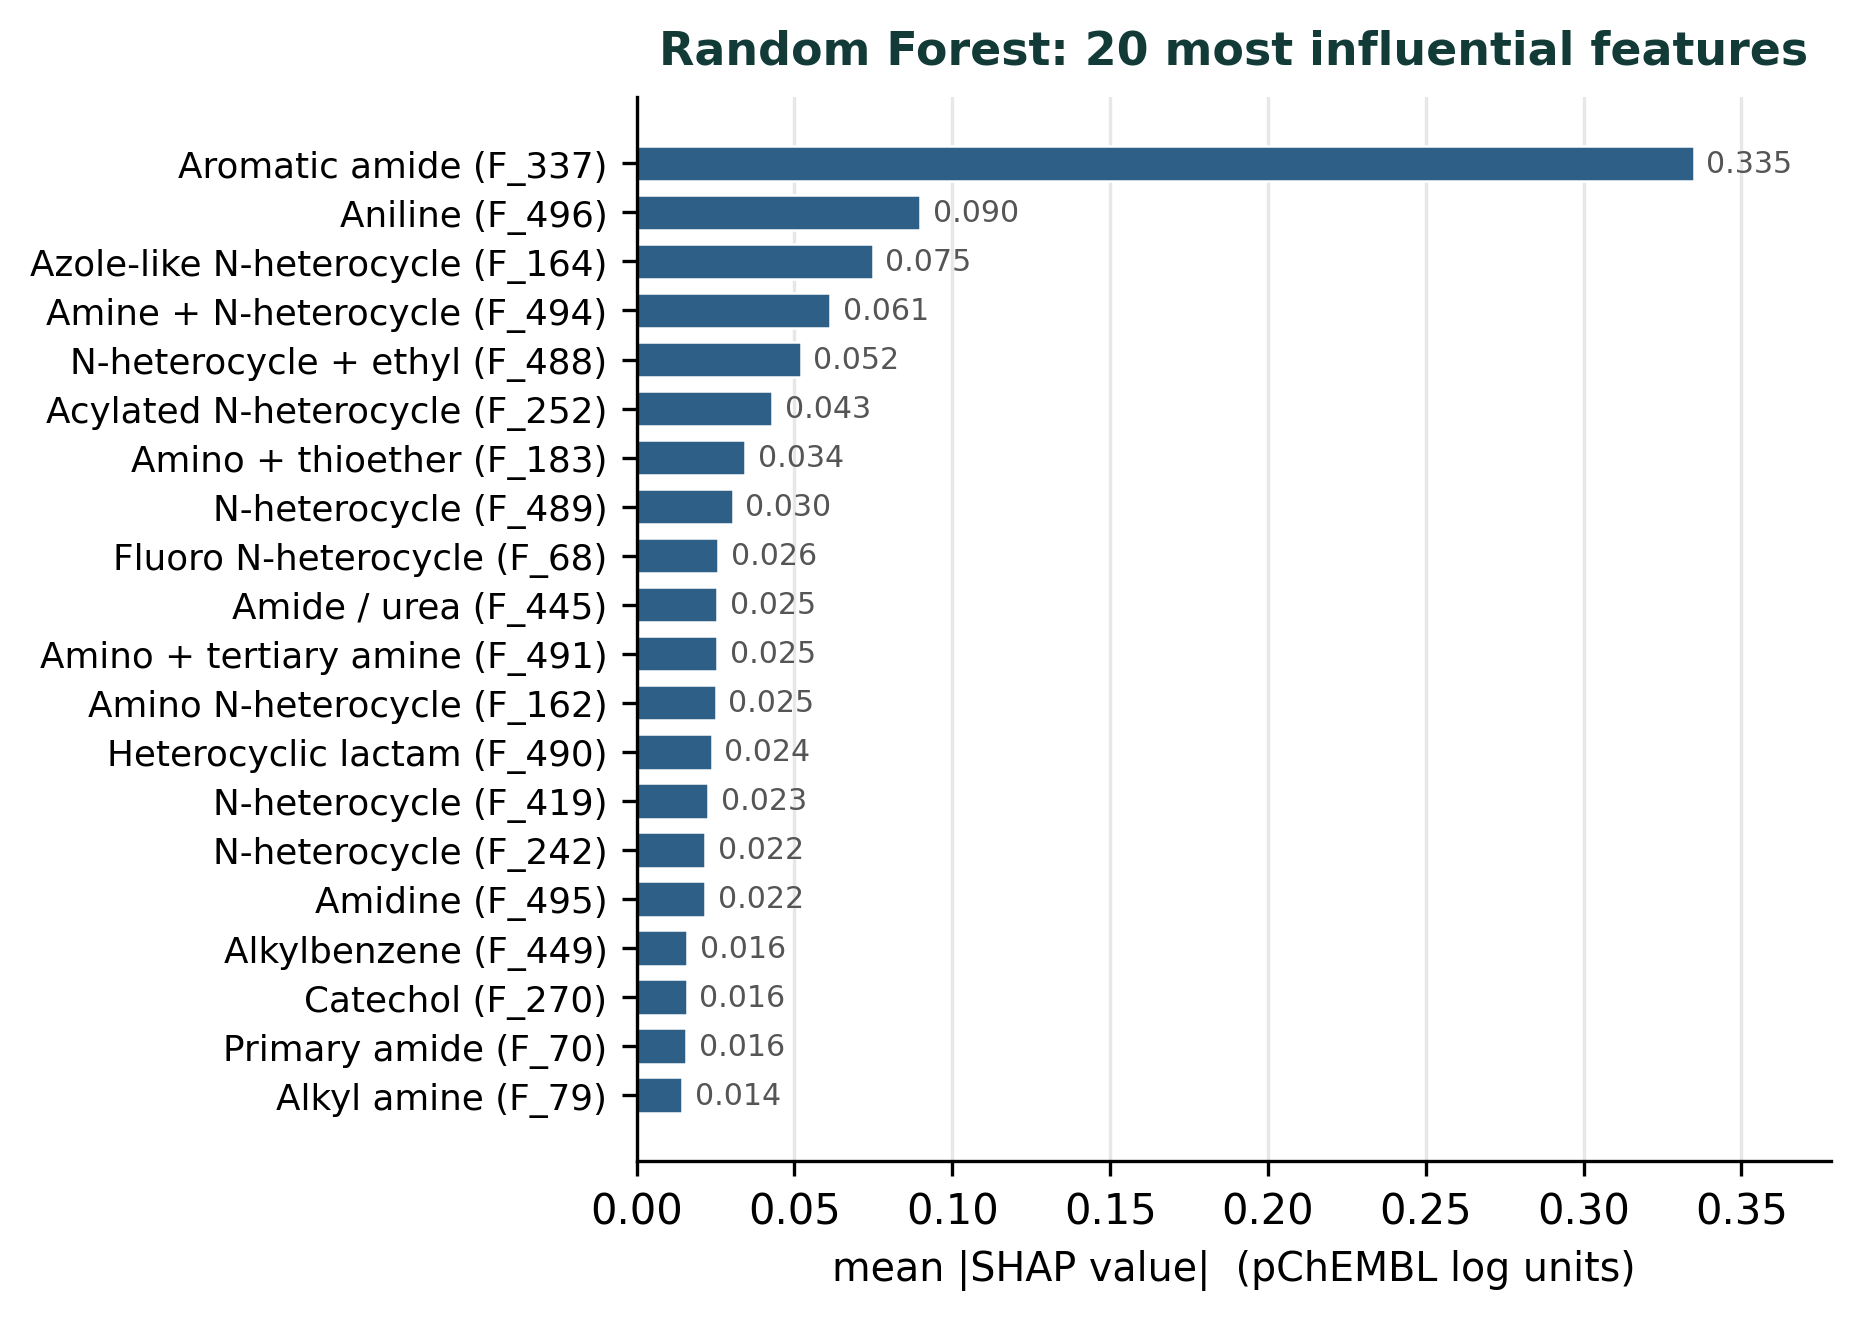 Random Forest: 20 most influential features
Aromatic amide (F_337) 0.335
Aniline (F_496) 0.090
Azole-like N-heterocycle (F_164) 0.075
Amine + N-heterocycle (F_494) 0.061
N-heterocycle + ethyl (F_488) 0.052
Acylated N-heterocycle (F_252) 0.043
Amino + thioether (F_183) 0.034
N-heterocycle (F_489) 0.030
Fluoro N-heterocycle (F_68) 0.026
Amide / urea (F_445) 0.025
Amino + tertiary amine (F_491) 0.025
Amino N-heterocycle (F_162) 0.025
Heterocyclic lactam (F_490) 0.024
N-heterocycle (F_419) 0.023
N-heterocycle (F_242) 0.022
Amidine (F_495) 0.022
Alkylbenzene (F_449) 0.016
Catechol (F_270) 0.016
Primary amide (F_70) 0.016
Alkyl amine (F_79) 0.014
0.00 0.05 0.10 0.15 0.20 0.25 0.30 0.35
mean |SHAP value| (pChEMBL log units)